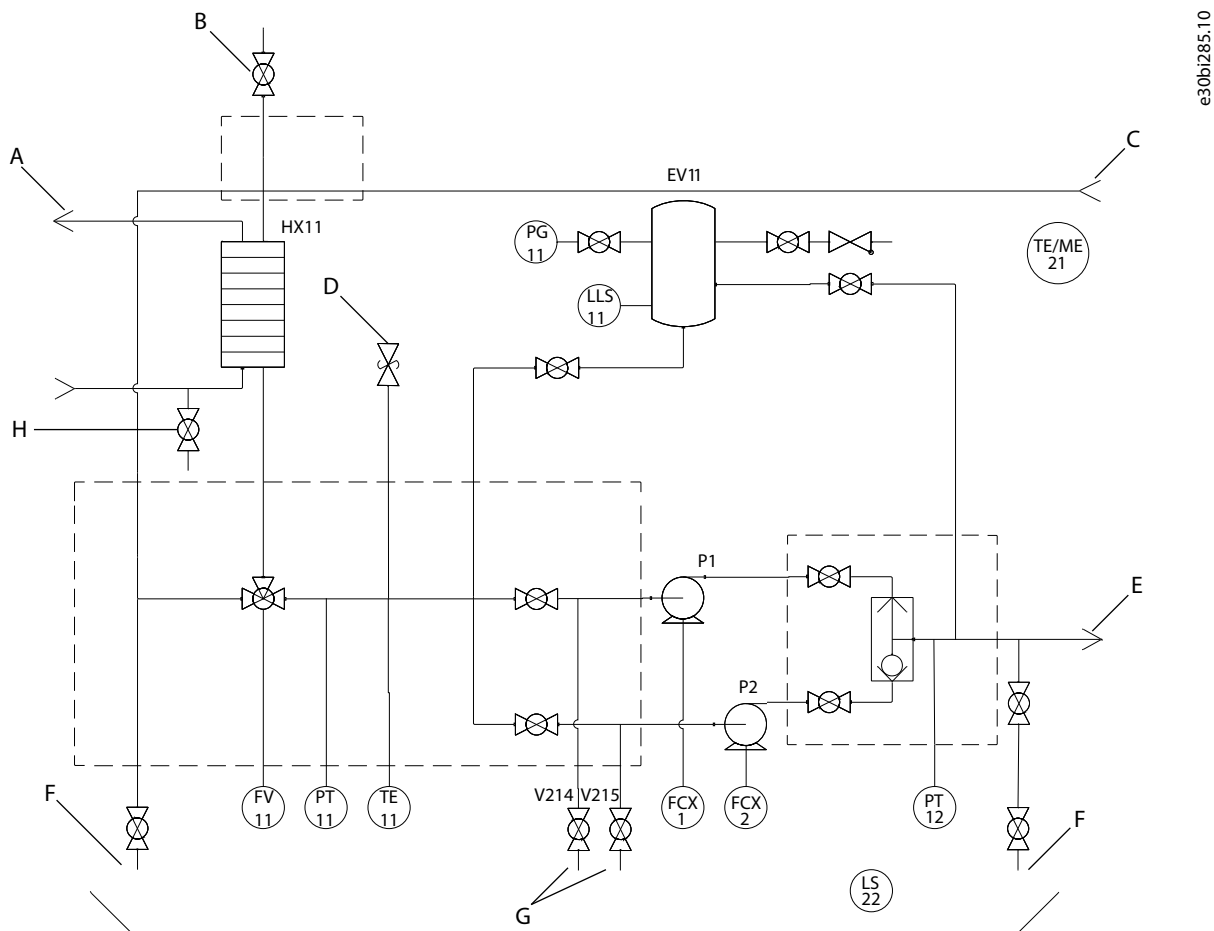 e30bi285.10
B
A
C
EV11
HX11
PG
11
TE/ME
21
D
LLS
11
H
P1
E
P2
F
FV
11
PT
11
TE
11
V214
V215
FCX
1
FCX
2
PT
12
F
G
LS
22